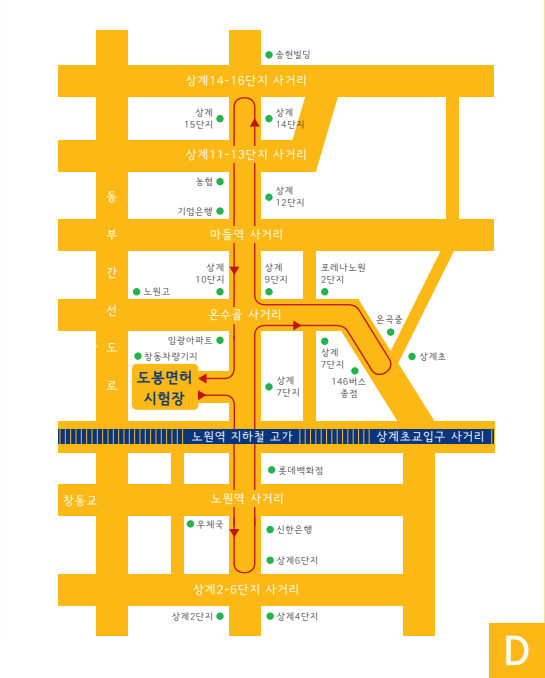 송현빌딩
상계14-16단지 사거리
상계
15단지
상계
14단지
상계11-13단지 사거리
농협
상계
12단지
기업은행
마들역 사거리
동
부
간
선
도
로
상계
10단지
상계
9단지
포레나노원
2단지
노원고
온수골 사거리
온곡중
임광아파트
창동차량기지
상계
7단지
상계초
도봉면허
시험장
146버스
종점
상계
7단지
노원역 지하철 고가
상계초교입구 사거리
롯데백화점
창동교
노원역 사거리
우체국
신한은행
상계6단지
상계2-6단지 사거리
상계2단지
상계4단지
D